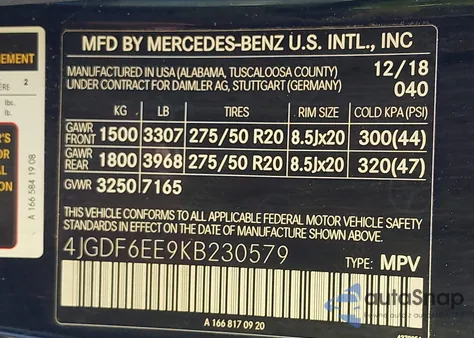 EMENT
2
lbs.
lb.
A 166 584 19 08
MFD BY MERCEDES-BENZ U.S. INTL., INC
MANUFACTURED IN USA (ALABAMA, TUSCALOOSA COUNTY) 12/18
UNDER CONTRACT FOR DAIMLER AG, STUTTGART (GERMANY) 040
KG LB TIRES RIM SIZE COLD KPA (PSI)
GAWR FRONT 1500 3307 275/50 R20 8.5Jx20 300(44)
GAWR REAR 1800 3968 275/50 R20 8.5Jx20 320(47)
GVWR 3250 7165
THIS VEHICLE CONFORMS TO ALL APPLICABLE FEDERAL MOTOR VEHICLE SAFETY
STANDARDS IN EFFECT ON THE DATE OF MANUFACTURE SHOWN ABOVE.
4JGDF6EE9KB230579 TYPE: MPV
autoSnap
A 166 817 09 20